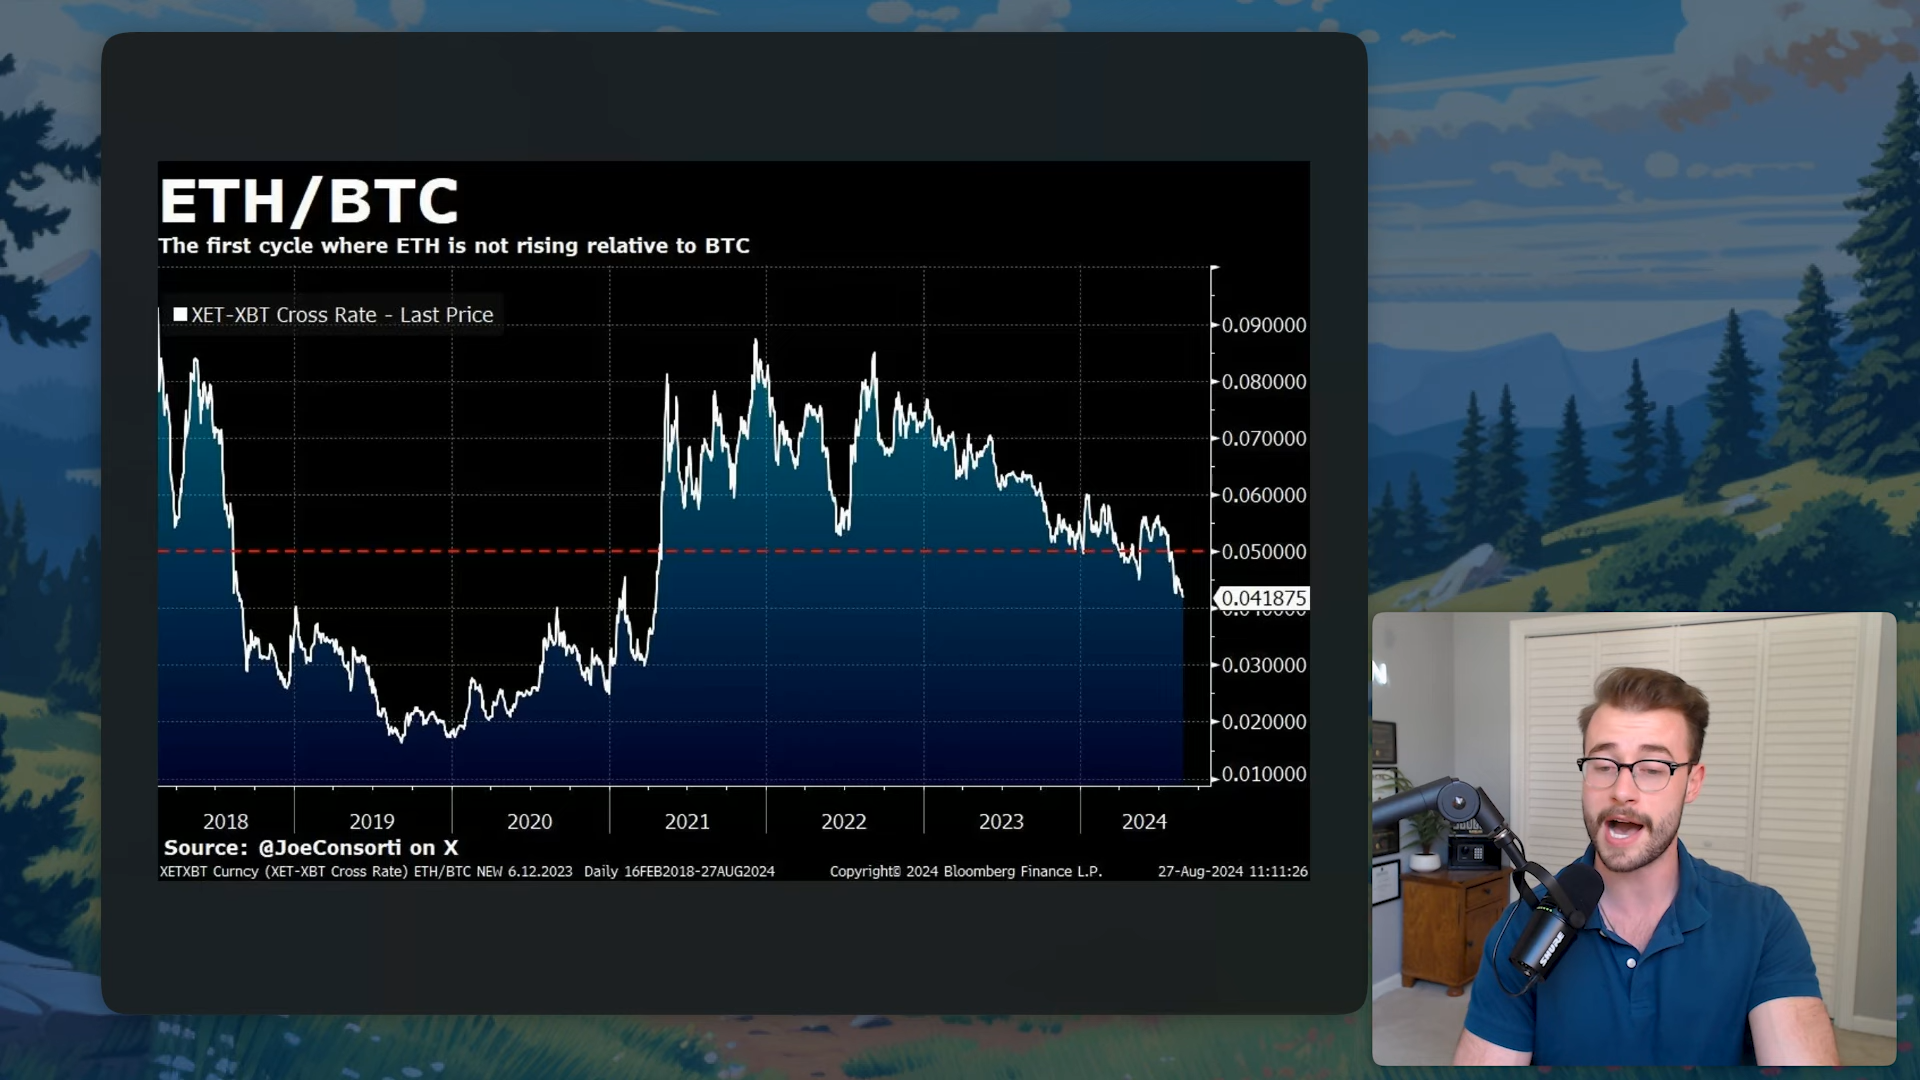 ETH/BTC
The first cycle where ETH is not rising relative to BTC
XET-XBT Cross Rate - Last Price
0.090000
0.080000
0.070000
0.060000
0.050000
0.041875
0.030000
0.020000
0.010000
2018 2019 2020 2021 2022 2023 2024
Source: @JoeConsorti on X
XETXBT Curncy (XET-XBT Cross Rate) ETH/BTC NEW 6.12.2023 Daily 16FEB2018-27AUG2024 Copyright© 2024 Bloomberg Finance L.P. 27-Aug-2024 11:11:26
SHURE